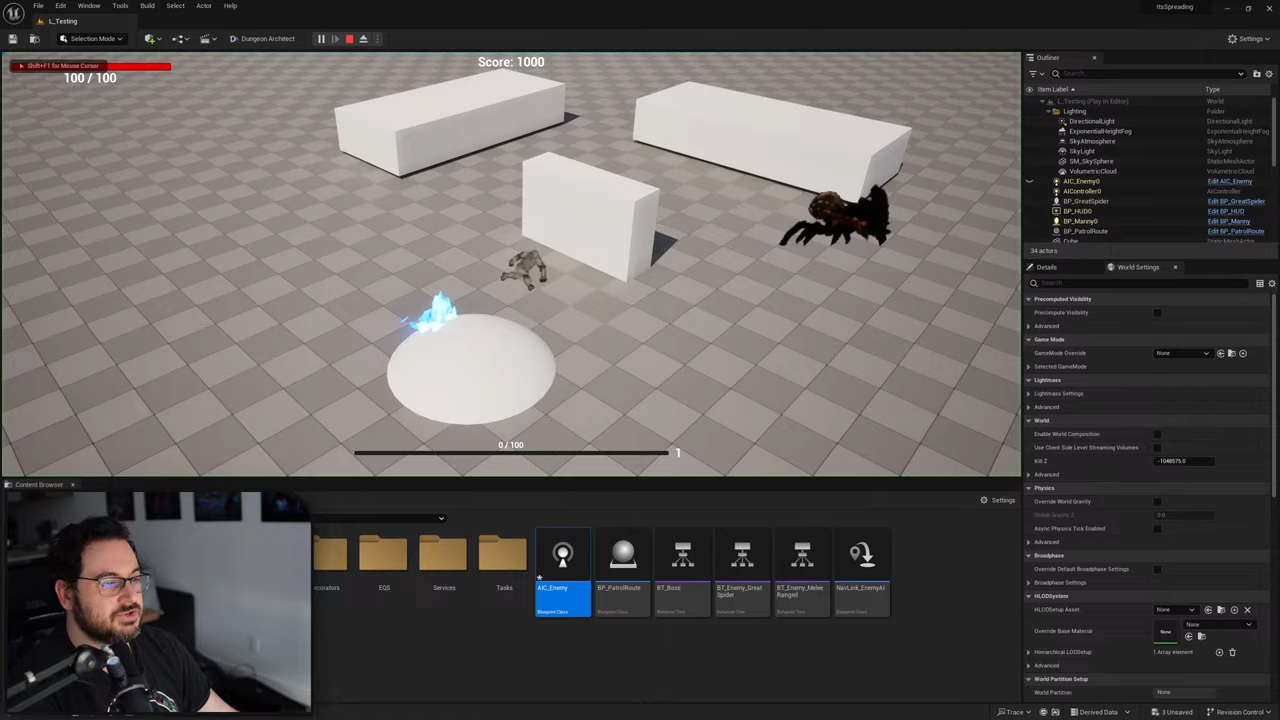 File Edit Window Tools Build Select Actor Help
ItsSpreading
L_Testing
Selection Mode
Dungeon Architect
Settings
Shift+F1 for Mouse Cursor
100 / 100
Score: 1000
0 / 100
1
Outliner
Search...
Item Label
Type
L_Testing (Play In Editor) World
Lighting Folder
DirectionalLight DirectionalLight
ExponentialHeightFog ExponentialHeightFog
SkyAtmosphere SkyAtmosphere
SkyLight SkyLight
SM_SkySphere StaticMeshActor
VolumetricCloud VolumetricCloud
AIC_Enemy0 Edit AIC_Enemy
AIController0 AIController
BP_GreatSpider Edit BP_GreatSpider
BP_HUD0 Edit BP_HUD
BP_Manny0 Edit BP_Manny
BP_PatrolRoute Edit BP_PatrolRoute
Cube StaticMeshActor
34 actors
Details
World Settings
Search
Precomputed Visibility
Precompute Visibility
Advanced
Game Mode
GameMode Override None
Selected GameMode
Lightmass
Lightmass Settings
Advanced
World
Enable World Composition
Use Client Side Level Streaming Volumes
Kill Z -1048575.0
Advanced
Physics
Override World Gravity
Global Gravity Z 0.0
Async Physics Tick Enabled
Advanced
Broadphase
Override Default Broadphase Settings
Broadphase Settings
HLODSystem
HLODSetup Asset None
Override Base Material None None
Hierarchical LODSetup 1 Array element
Advanced
World Partition Setup
World Partition None
Content Browser
Settings
ecorators
EQS
Services
Tasks
AIC_Enemy
Blueprint Class
BP_PatrolRoute
Blueprint Class
BT_Boss
Behavior Tree
BT_Enemy_Great
Spider
Behavior Tree
BT_Enemy_Melee
Ranged
Behavior Tree
NavLink_EnemyAI
Blueprint Class
Trace
Derived Data
3 Unsaved
Revision Control